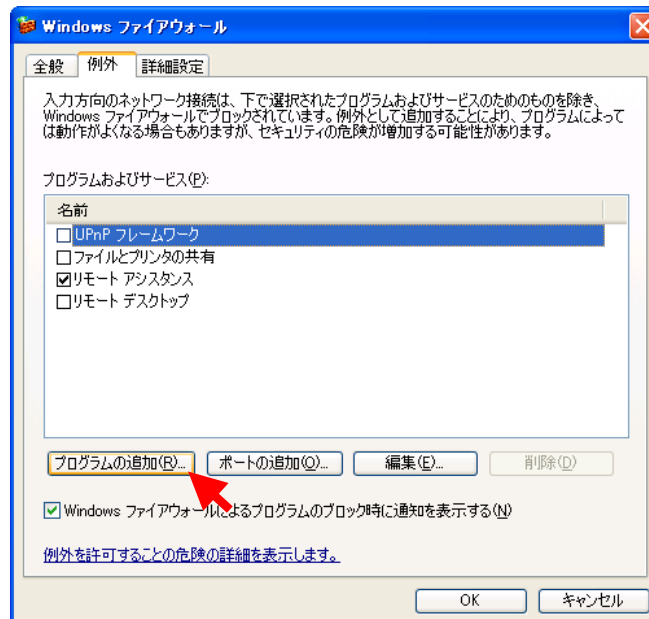 Windows ファイアウォール
全般 例外 詳細設定
入力方向のネットワーク接続は、下で選択されたプログラムおよびサービスのためのものを除き、
Windows ファイアウォールでブロックされています。例外として追加することにより、プログラムによって
は動作がよくなる場合もありますが、セキュリティの危険が増加する可能性があります。
プログラムおよびサービス(P):
名前
UPnP フレームワーク
ファイルとプリンタの共有
リモート アシスタンス
リモート デスクトップ
プログラムの追加(R)... ポートの追加(O)... 編集(E)... 削除(D)
Windows ファイアウォールによるプログラムのブロック時に通知を表示する(N)
例外を許可することの危険の詳細を表示します。
OK キャンセル